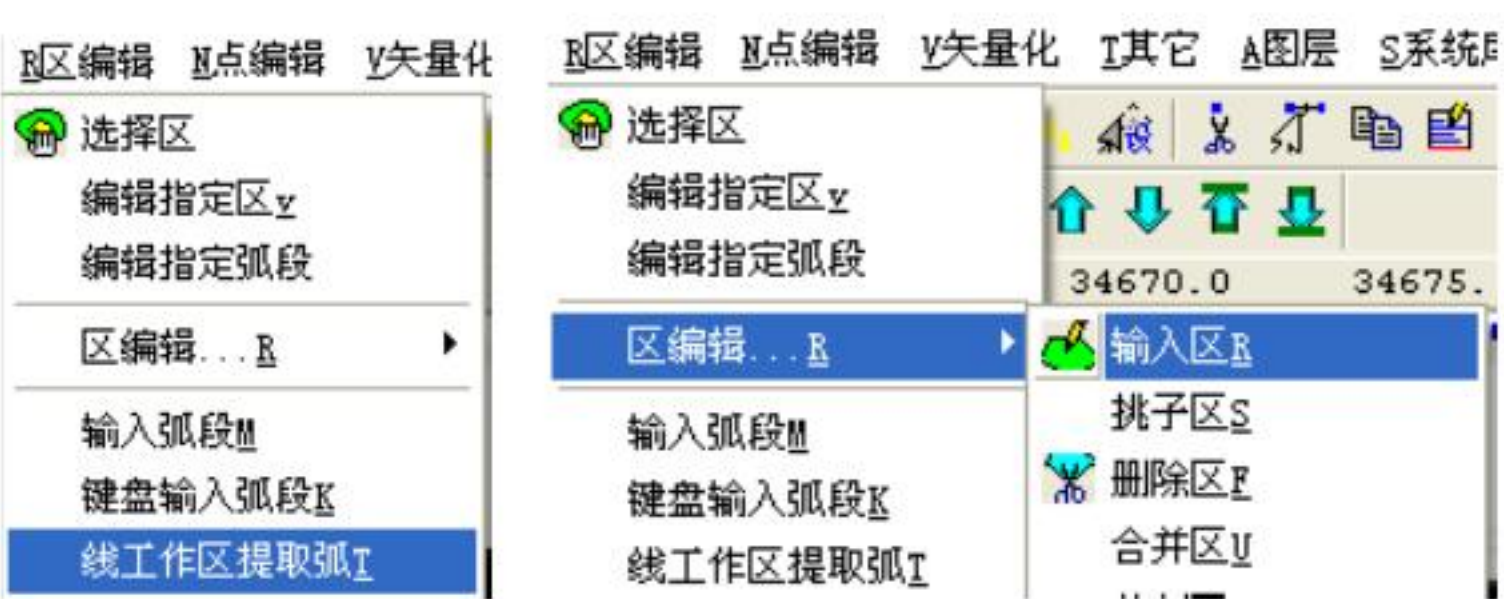 R区编辑 N点编辑 V矢量化
选择区
编辑指定区v
编辑指定弧段
区编辑...R
输入弧段M
键盘输入弧段K
线工作区提取弧T
R区编辑 N点编辑 V矢量化 T其它 A图层 S系统
选择区
编辑指定区v
编辑指定弧段
34670.0 34675.
区编辑...R
输入弧段M
键盘输入弧段K
线工作区提取弧T
输入区R
挑子区S
删除区F
合并区U